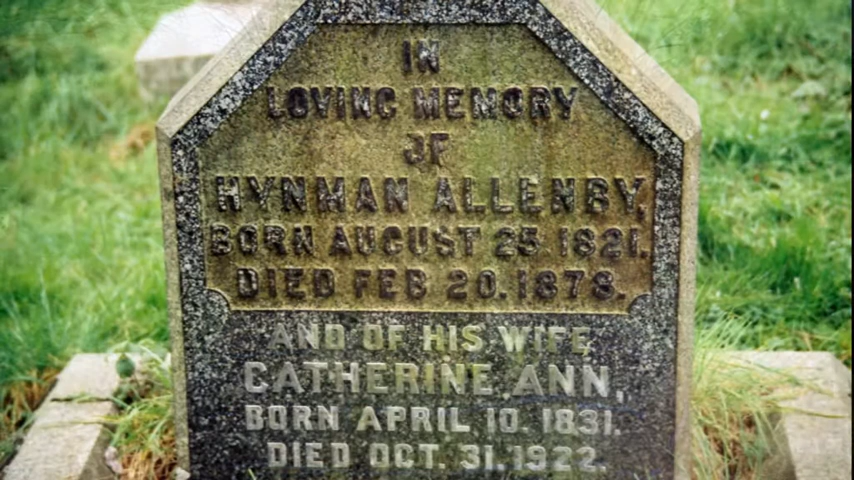 IN
LOVING MEMORY
OF
HYNMAN ALLENBY,
BORN AUGUST 25.1821.
DIED FEB 20.1878.
AND OF HIS WIFE
CATHERINE ANN,
BORN APRIL 10.1831.
DIED OCT.31.1922.